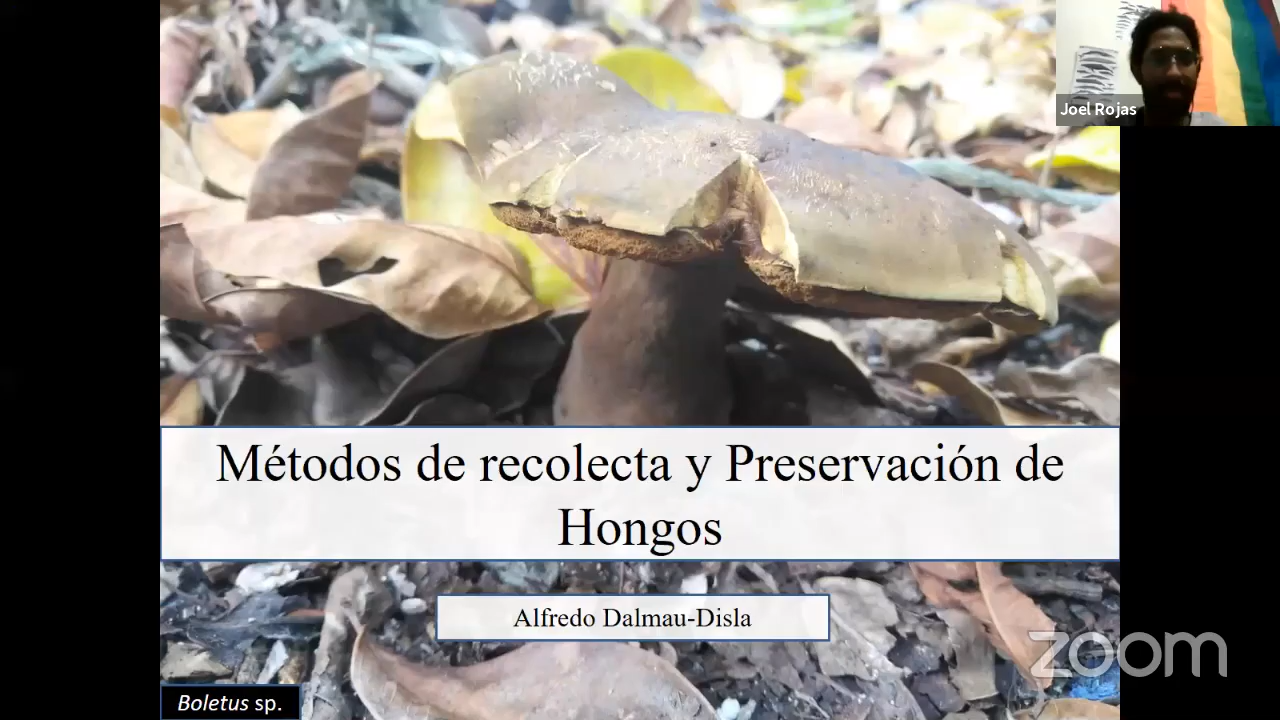 Joel Rojas
Métodos de recolecta y Preservación de
Hongos
Alfredo Dalmau-Disla
zoom
Boletus sp.